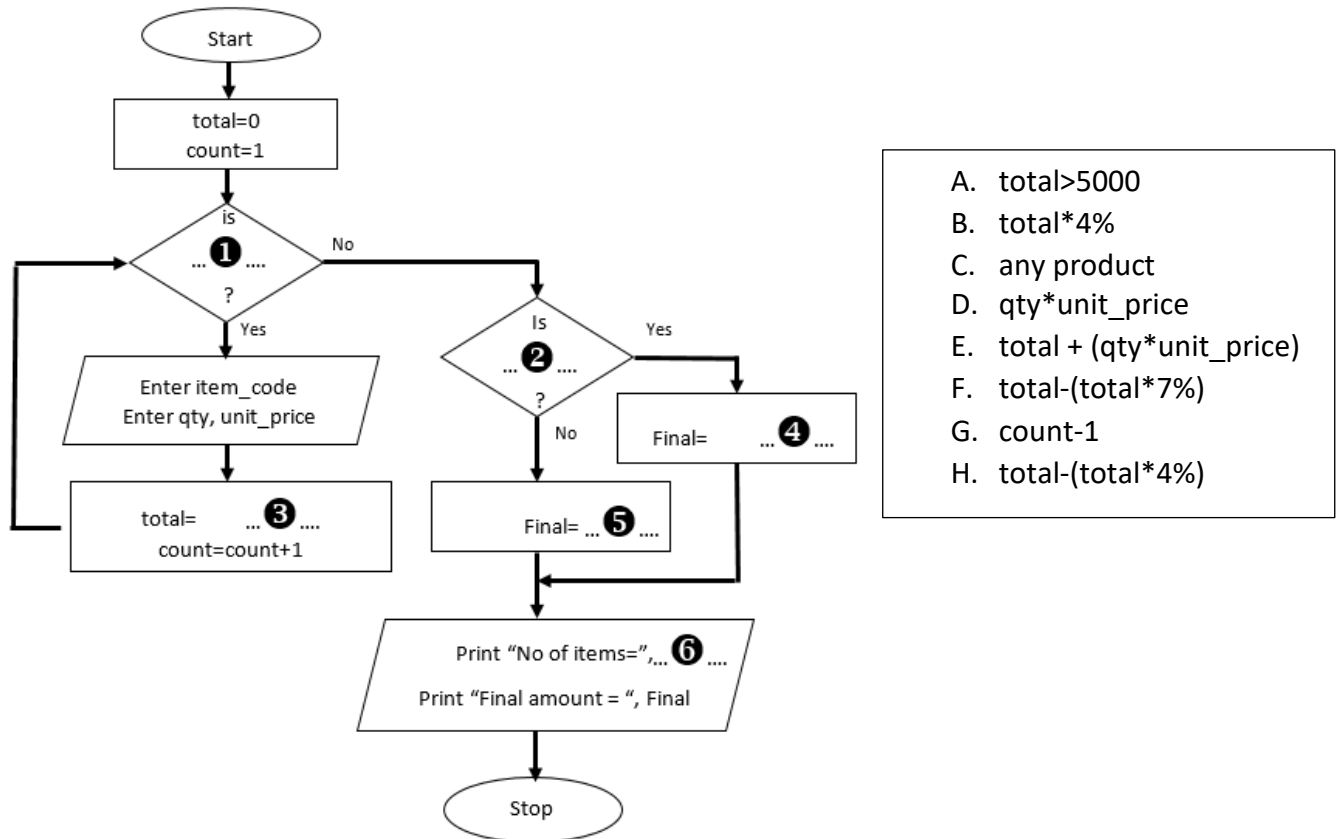 Start
total=0
count=1
is
... ❶ ....
?
No
Yes
Enter item_code
Enter qty, unit_price
total= ... ❸ ....
count=count+1
Is
... ❷ ....
?
Yes
No
Final= ... ❹ ....
Final= ... ❺ ....
Print “No of items=”,... ❻ ....
Print “Final amount = “, Final
Stop
A. total>5000
B. total*4%
C. any product
D. qty*unit_price
E. total + (qty*unit_price)
F. total-(total*7%)
G. count-1
H. total-(total*4%)